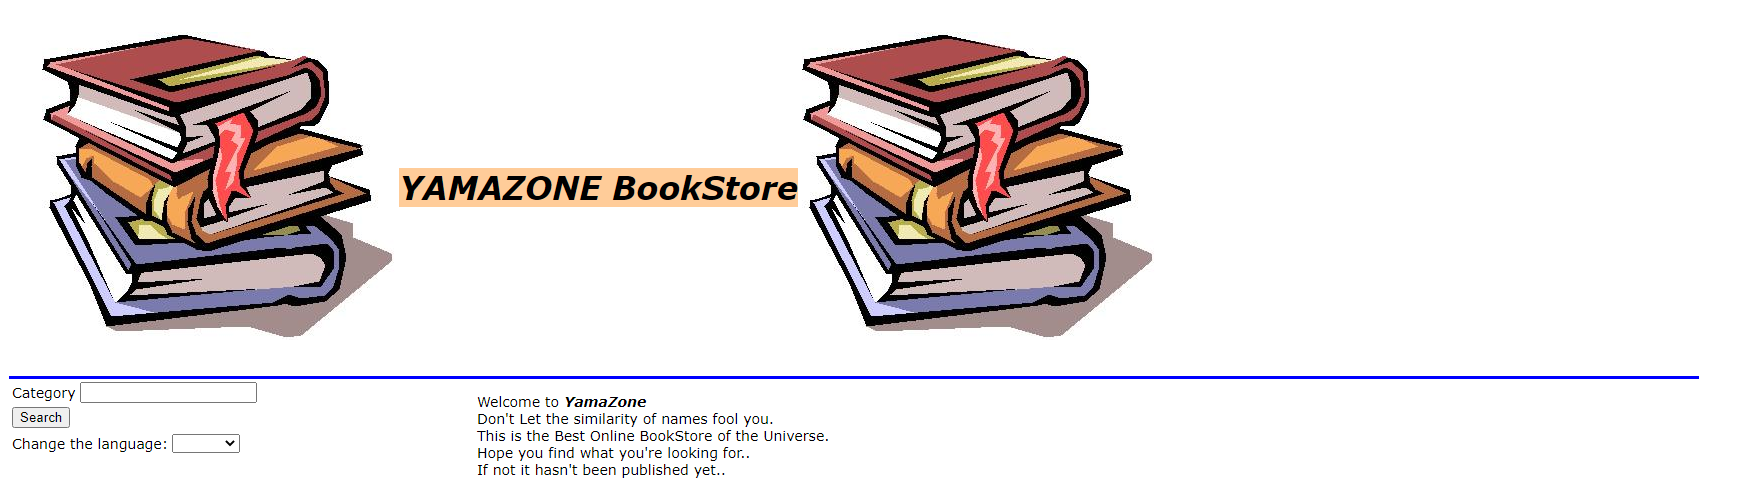 YAMAZONE BookStore
Category
Search
Change the language:
Welcome to YamaZone
Don't Let the similarity of names fool you.
This is the Best Online BookStore of the Universe.
Hope you find what you're looking for..
If not it hasn't been published yet..